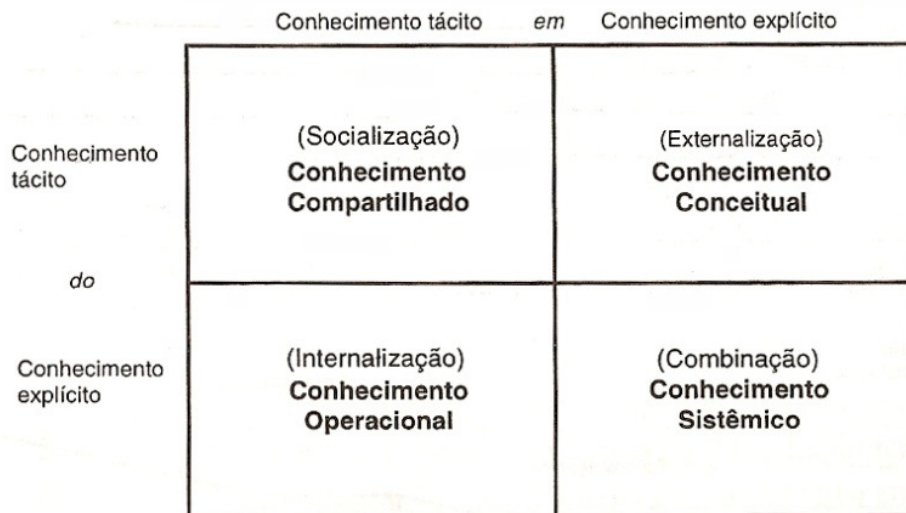 Conhecimento tácito em Conhecimento explícito
(Socialização)
Conhecimento
Compartilhado
(Externalização)
Conhecimento
Conceitual
Conhecimento
tácito
do
(Internalização)
Conhecimento
Operacional
(Combinação)
Conhecimento
Sistêmico
Conhecimento
explícito